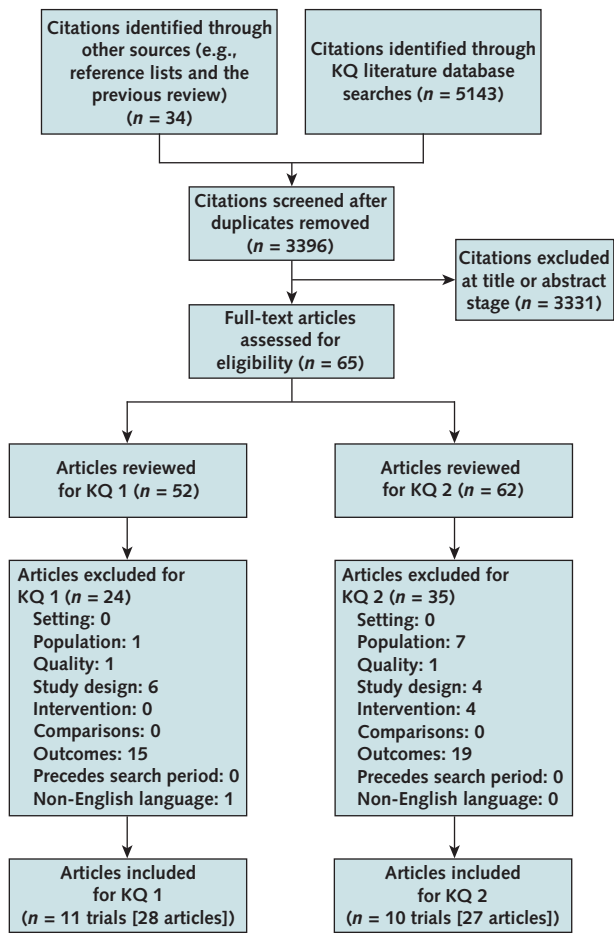 Citations identified through
other sources (e.g.,
reference lists and the
previous review)
(n = 34)
Citations identified through
KQ literature database
searches (n = 5143)
Citations screened after
duplicates removed
(n = 3396)
Citations excluded
at title or abstract
stage (n = 3331)
Full-text articles
assessed for
eligibility (n = 65)
Articles reviewed
for KQ 1 (n = 52)
Articles reviewed
for KQ 2 (n = 62)
Articles excluded for
KQ 1 (n = 24)
Setting: 0
Population: 1
Quality: 1
Study design: 6
Intervention: 0
Comparisons: 0
Outcomes: 15
Precedes search period: 0
Non-English language: 1
Articles excluded for
KQ 2 (n = 35)
Setting: 0
Population: 7
Quality: 1
Study design: 4
Intervention: 4
Comparisons: 0
Outcomes: 19
Precedes search period: 0
Non-English language: 0
Articles included
for KQ 1
(n = 11 trials [28 articles])
Articles included
for KQ 2
(n = 10 trials [27 articles])